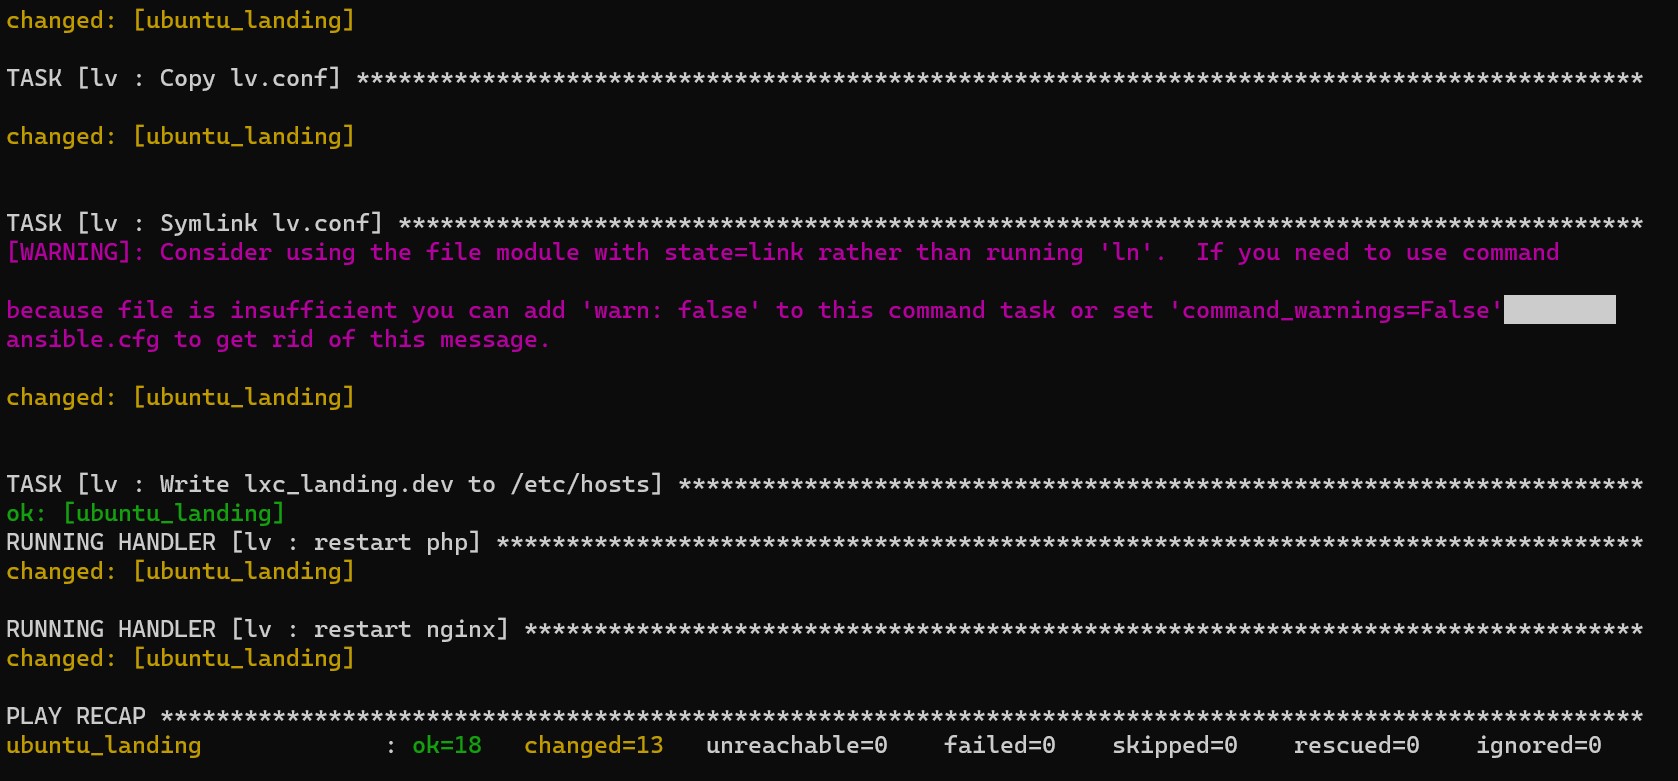 changed: [ubuntu_landing]
TASK [lv : Copy lv.conf] ********************************************************************************************
changed: [ubuntu_landing]
TASK [lv : Symlink lv.conf] *****************************************************************************************
[WARNING]: Consider using the file module with state=link rather than running 'ln'.  If you need to use command
because file is insufficient you can add 'warn: false' to this command task or set 'command_warnings=False'
ansible.cfg to get rid of this message.
changed: [ubuntu_landing]
TASK [lv : Write lxc_landing.dev to /etc/hosts] *********************************************************************
ok: [ubuntu_landing]
RUNNING HANDLER [lv : restart php] **********************************************************************************
changed: [ubuntu_landing]
RUNNING HANDLER [lv : restart nginx] ********************************************************************************
changed: [ubuntu_landing]
PLAY RECAP **********************************************************************************************************
ubuntu_landing             : ok=18   changed=13   unreachable=0    failed=0    skipped=0    rescued=0    ignored=0